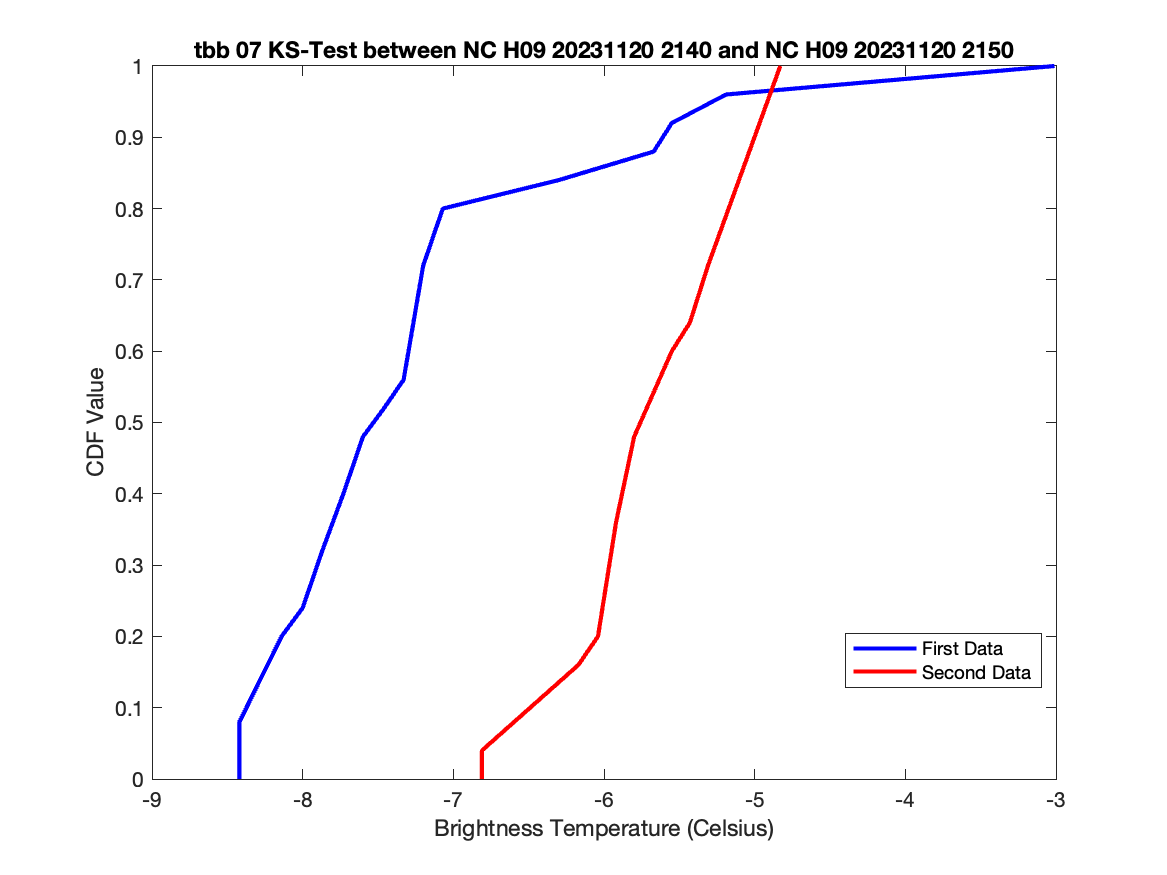 tbb 07 KS-Test between NC H09 20231120 2140 and NC H09 20231120 2150
1
0.9
0.8
0.7
0.6
0.5
0.4
0.3
0.2
0.1
0
CDF Value
First Data
Second Data
-9 -8 -7 -6 -5 -4 -3
Brightness Temperature (Celsius)